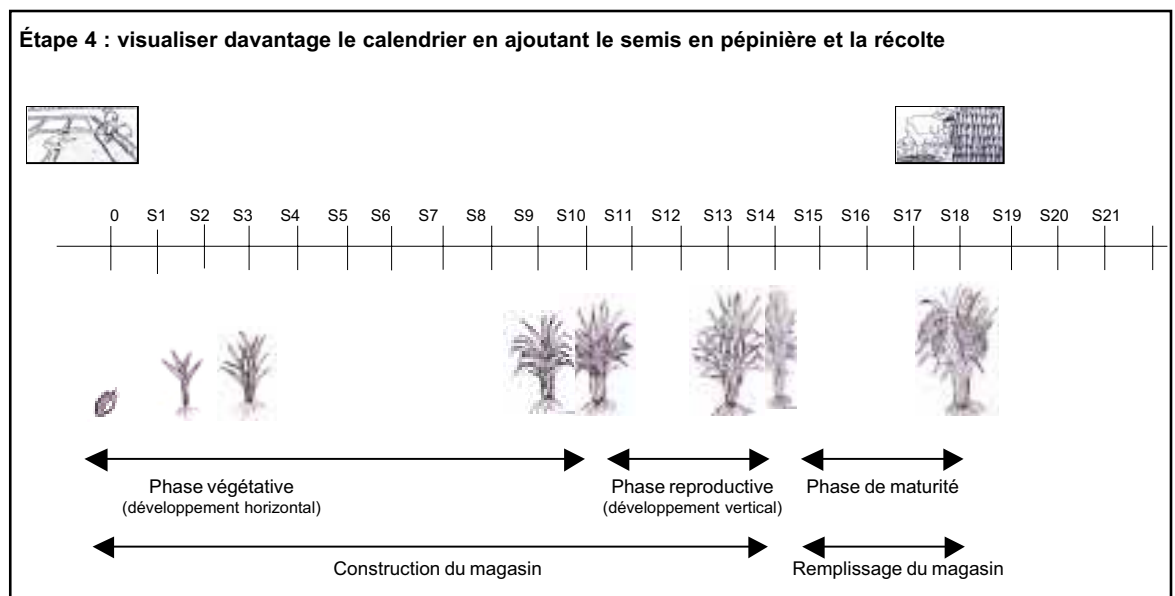 Étape 4 : visualiser davantage le calendrier en ajoutant le semis en pépinière et la récolte
0 S1 S2 S3 S4 S5 S6 S7 S8 S9 S10 S11 S12 S13 S14 S15 S16 S17 S18 S19 S20 S21
Phase végétative
(développement horizontal)
Phase reproductive
(développement vertical)
Phase de maturité
Construction du magasin
Remplissage du magasin